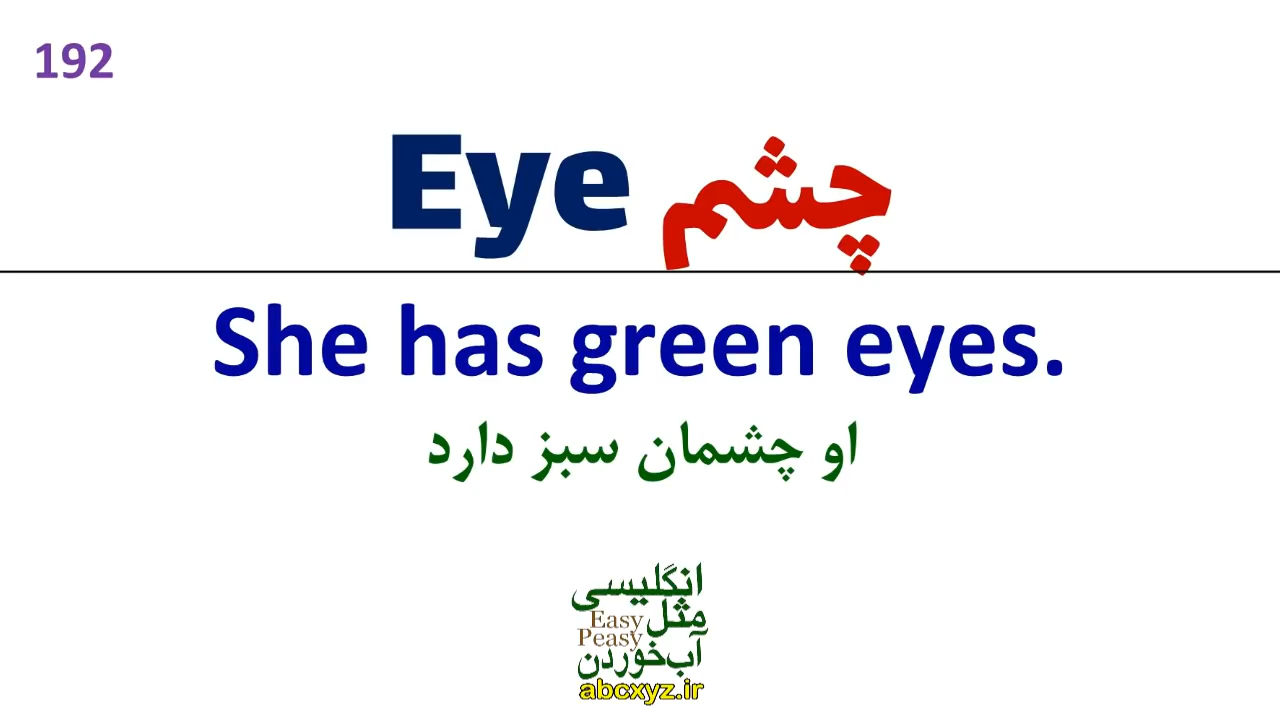 192
Eye چشم
She has green eyes.
او چشمان سبز دارد
انگلیسی
مثل
Easy
Peasy
آب‌خوردن
abcxyz.ir